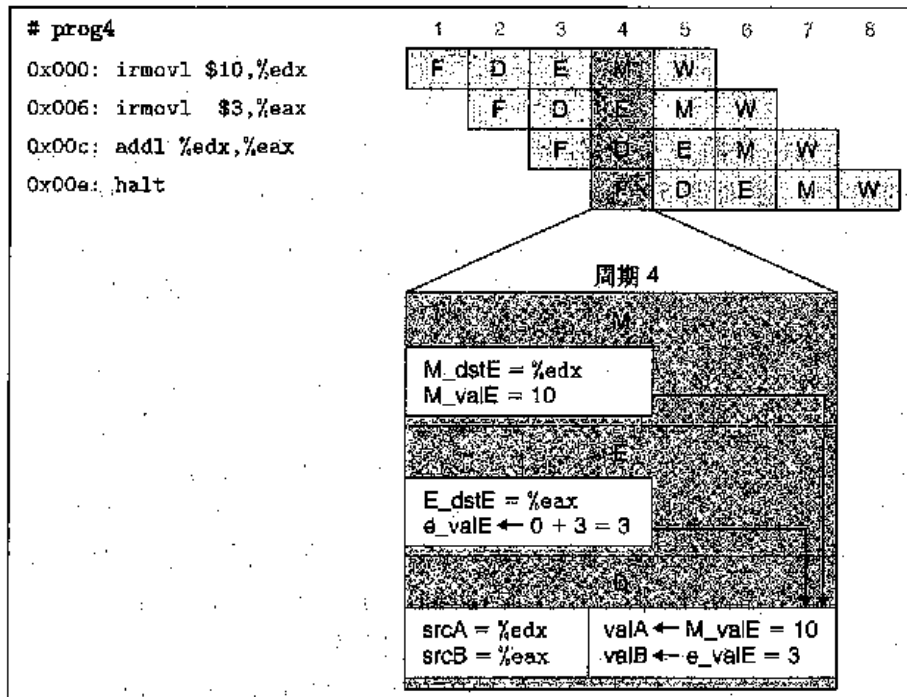 # prog4
0x000: irmovl $10,%edx
0x006: irmovl $3,%eax
0x00c: addl %edx,%eax
0x00e: halt
1 2 3 4 5 6 7 8
F D E M W
F D E M W
F D E M W
F D E M W
周期 4
M
M_dstE = %edx
M_valE = 10
E
E_dstE = %eax
e_valE ← 0 + 3 = 3
D
srcA = %edx
srcB = %eax
valA ← M_valE = 10
valB ← e_valE = 3